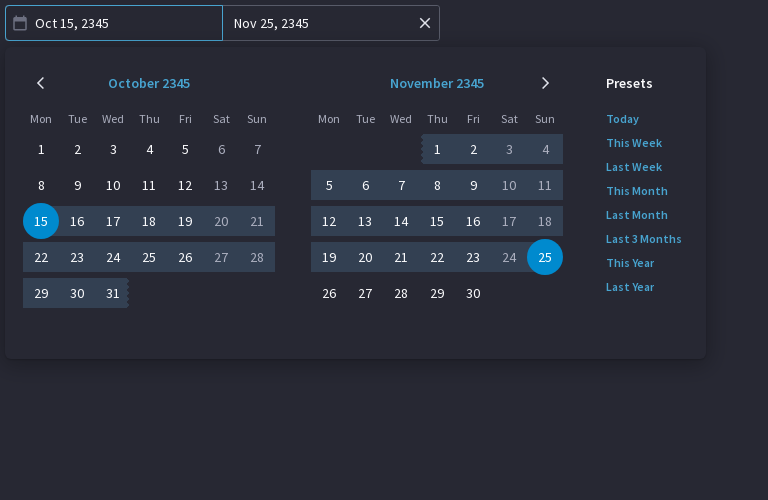 Oct 15, 2345 Nov 25, 2345
October 2345
Mon Tue Wed Thu Fri Sat Sun
1 2 3 4 5 6 7
8 9 10 11 12 13 14
15 16 17 18 19 20 21
22 23 24 25 26 27 28
29 30 31
November 2345
Mon Tue Wed Thu Fri Sat Sun
1 2 3 4
5 6 7 8 9 10 11
12 13 14 15 16 17 18
19 20 21 22 23 24 25
26 27 28 29 30
Presets
Today
This Week
Last Week
This Month
Last Month
Last 3 Months
This Year
Last Year